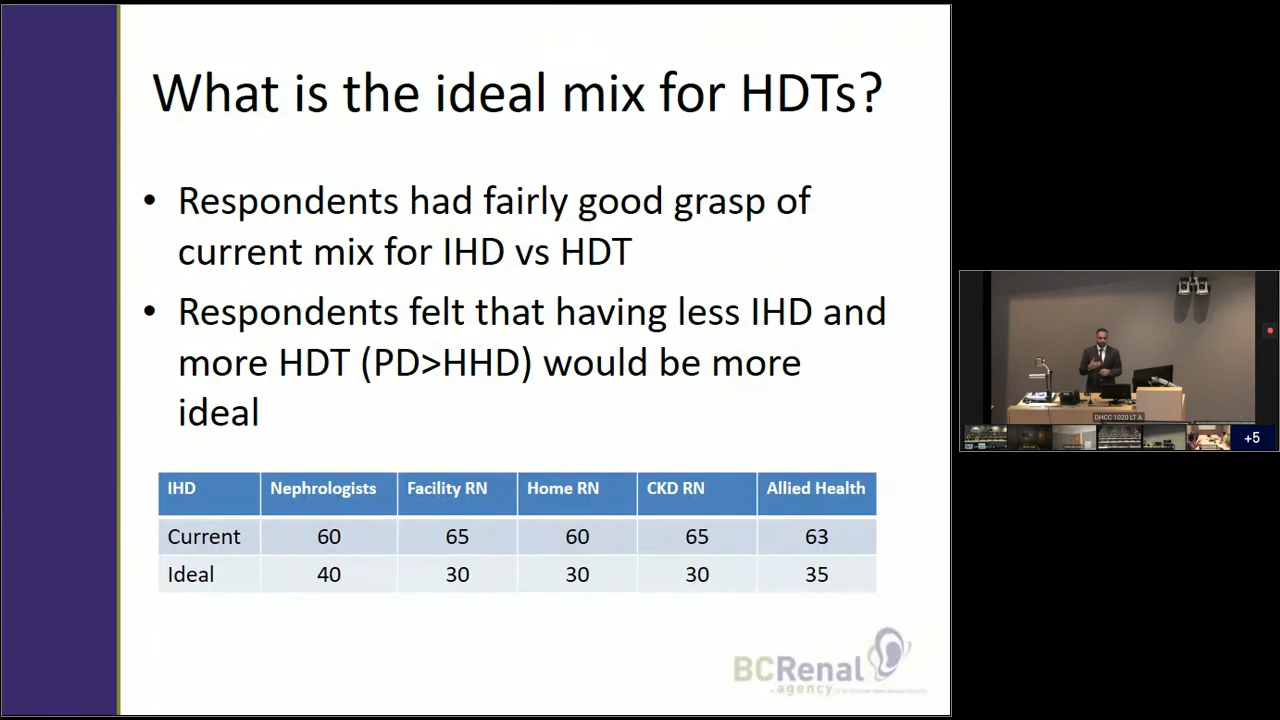 What is the ideal mix for HDTs?
• Respondents had fairly good grasp of
current mix for IHD vs HDT
• Respondents felt that having less IHD and
more HDT (PD>HHD) would be more
ideal
IHD Nephrologists Facility RN Home RN CKD RN Allied Health
Current 60 65 60 65 63
Ideal 40 30 30 30 35
BCRenal
agency
DHCC 1020 LT A
+5